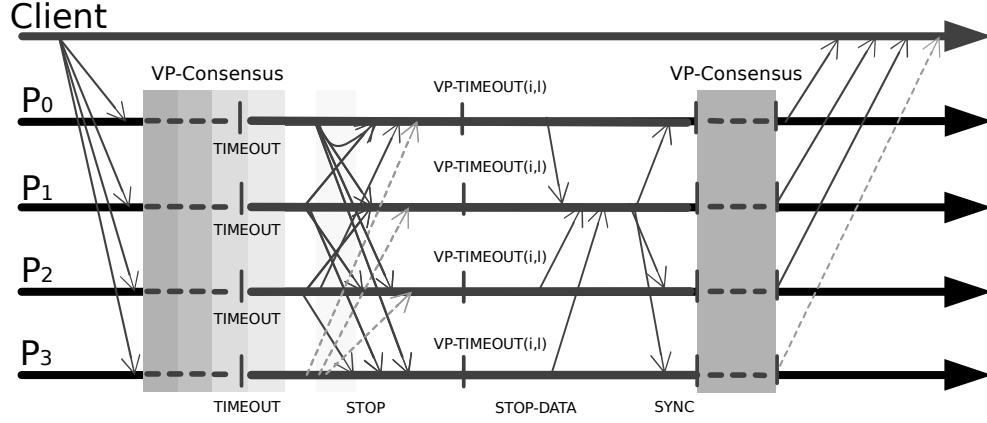 Client
VP-Consensus
VP-Consensus
VP-TIMEOUT(i,l)
P0
TIMEOUT
VP-TIMEOUT(i,l)
P1
TIMEOUT
VP-TIMEOUT(i,l)
P2
TIMEOUT
VP-TIMEOUT(i,l)
P3
TIMEOUT
STOP
STOP-DATA
SYNC